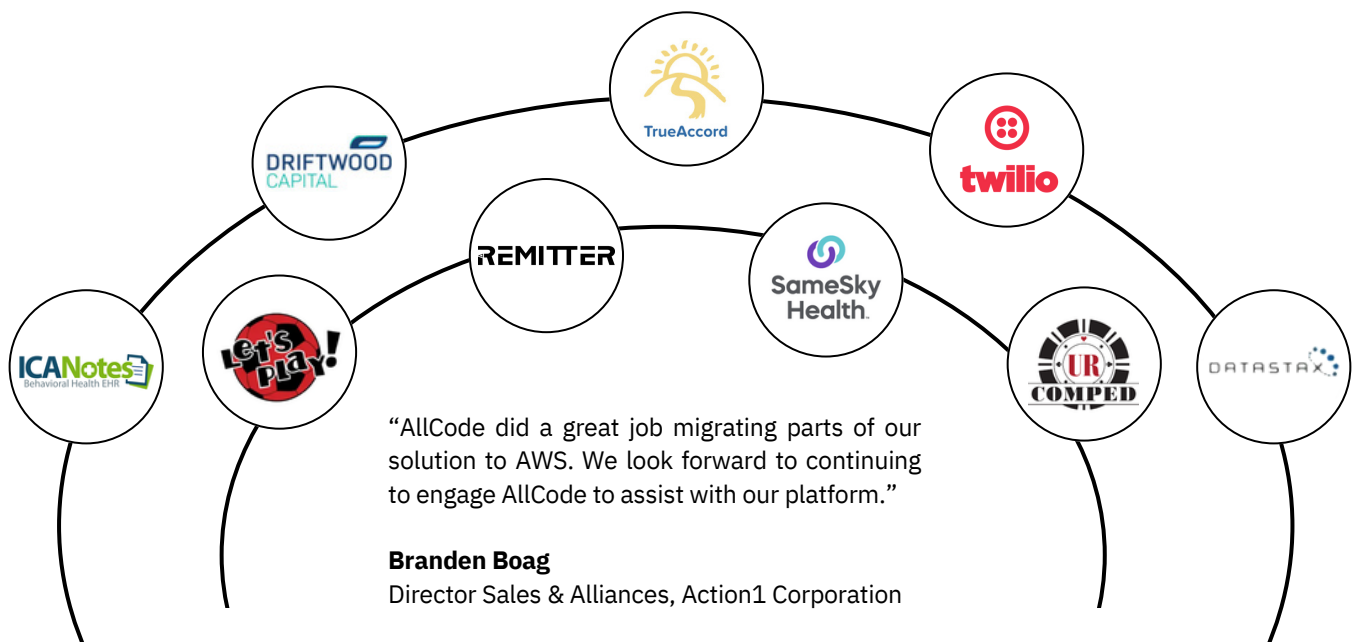 TrueAccord
DRIFTWOOD
CAPITAL
twilio
REMITTER
SameSky
Health.
ICANotes
Behavioral Health EHR
Let's
Play!
UR
COMPED
DATASTAX
“AllCode did a great job migrating parts of our
solution to AWS. We look forward to continuing
to engage AllCode to assist with our platform.”
Branden Boag
Director Sales & Alliances, Action1 Corporation